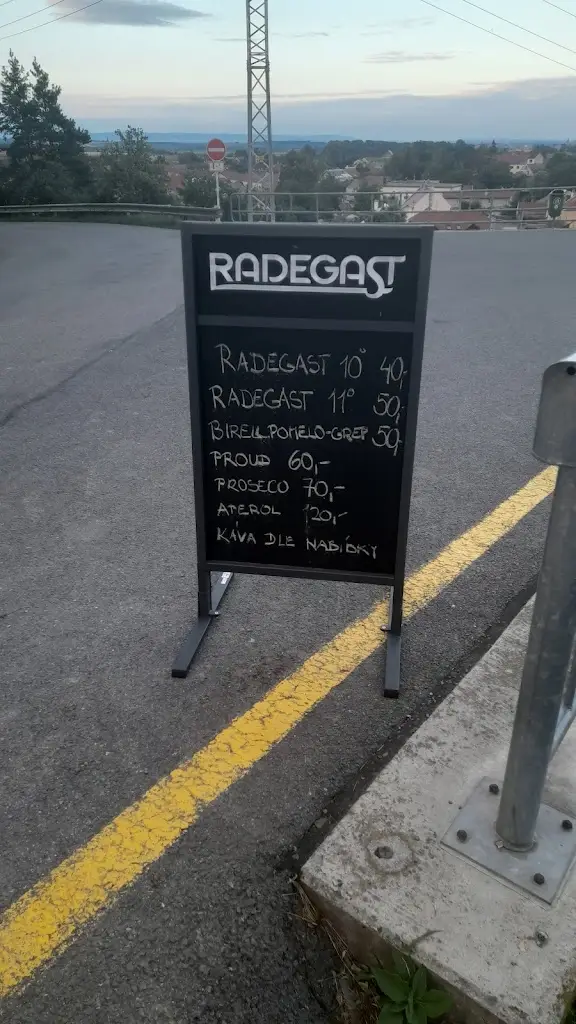 RADEGAST
RADEGAST 10° 40,-
RADEGAST 11° 50,-
BIRELL POMELO-GREP 50,-
PROUD 60,-
PROSECO 70,-
APEROL 120,-
KÁVA DLE NABÍDKY